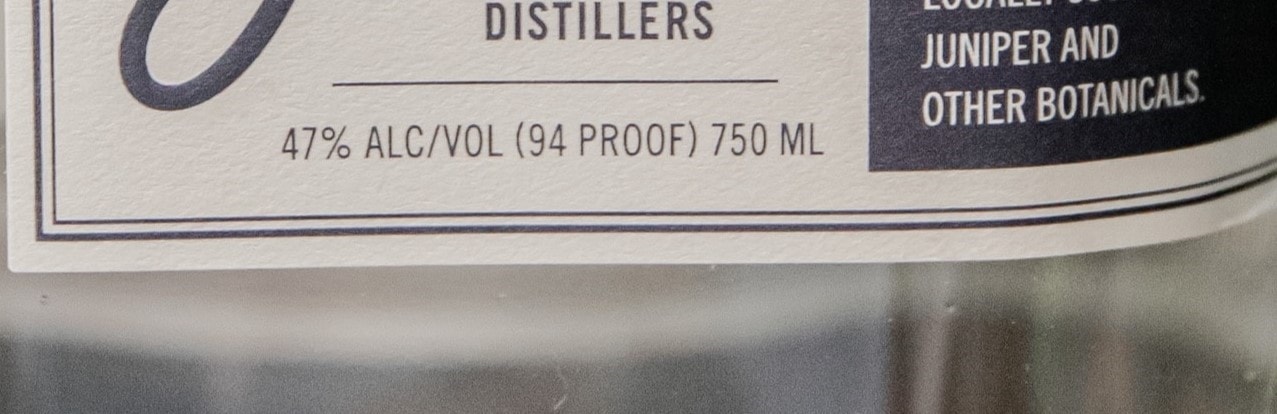 DISTILLERS
47% ALC/VOL (94 PROOF) 750 ML
JUNIPER AND
OTHER BOTANICALS.